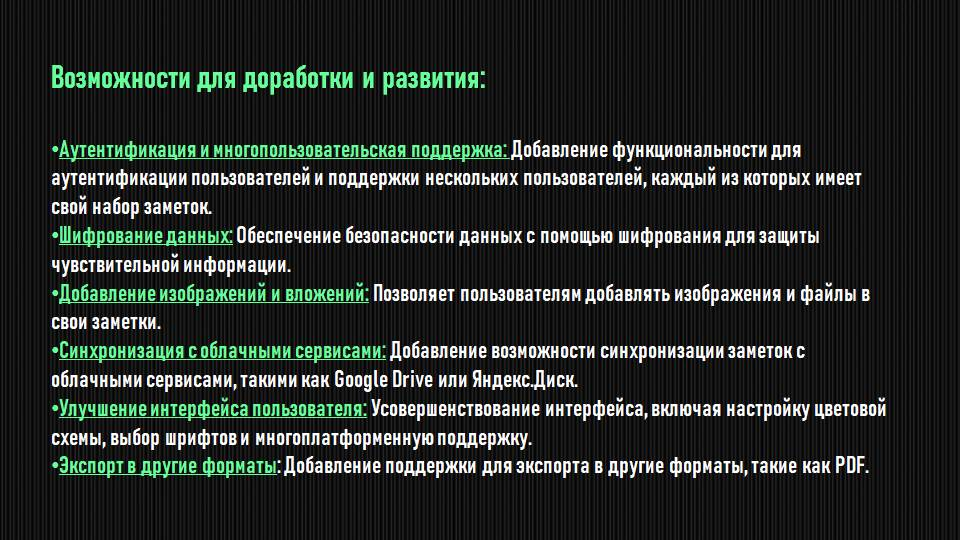 Возможности для доработки и развития:
•Аутентификация и многопользовательская поддержка: Добавление функциональности для
аутентификации пользователей и поддержки нескольких пользователей, каждый из которых имеет
свой набор заметок.
•Шифрование данных: Обеспечение безопасности данных с помощью шифрования для защиты
чувствительной информации.
•Добавление изображений и вложений: Позволяет пользователям добавлять изображения и файлы в
свои заметки.
•Синхронизация с облачными сервисами: Добавление возможности синхронизации заметок с
облачными сервисами, такими как Google Drive или Яндекс.Диск.
•Улучшение интерфейса пользователя: Усовершенствование интерфейса, включая настройку цветовой
схемы, выбор шрифтов и многоплатформенную поддержку.
•Экспорт в другие форматы: Добавление поддержки для экспорта в другие форматы, такие как PDF.